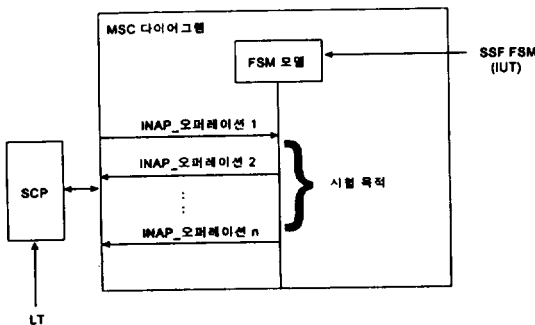 MSC 다이어그램
FSM 모델
SSF FSM
(IUT)
INAP_오퍼레이션 1
INAP_오퍼레이션 2
SCP
시험 목적
INAP_오퍼레이션 n
LT